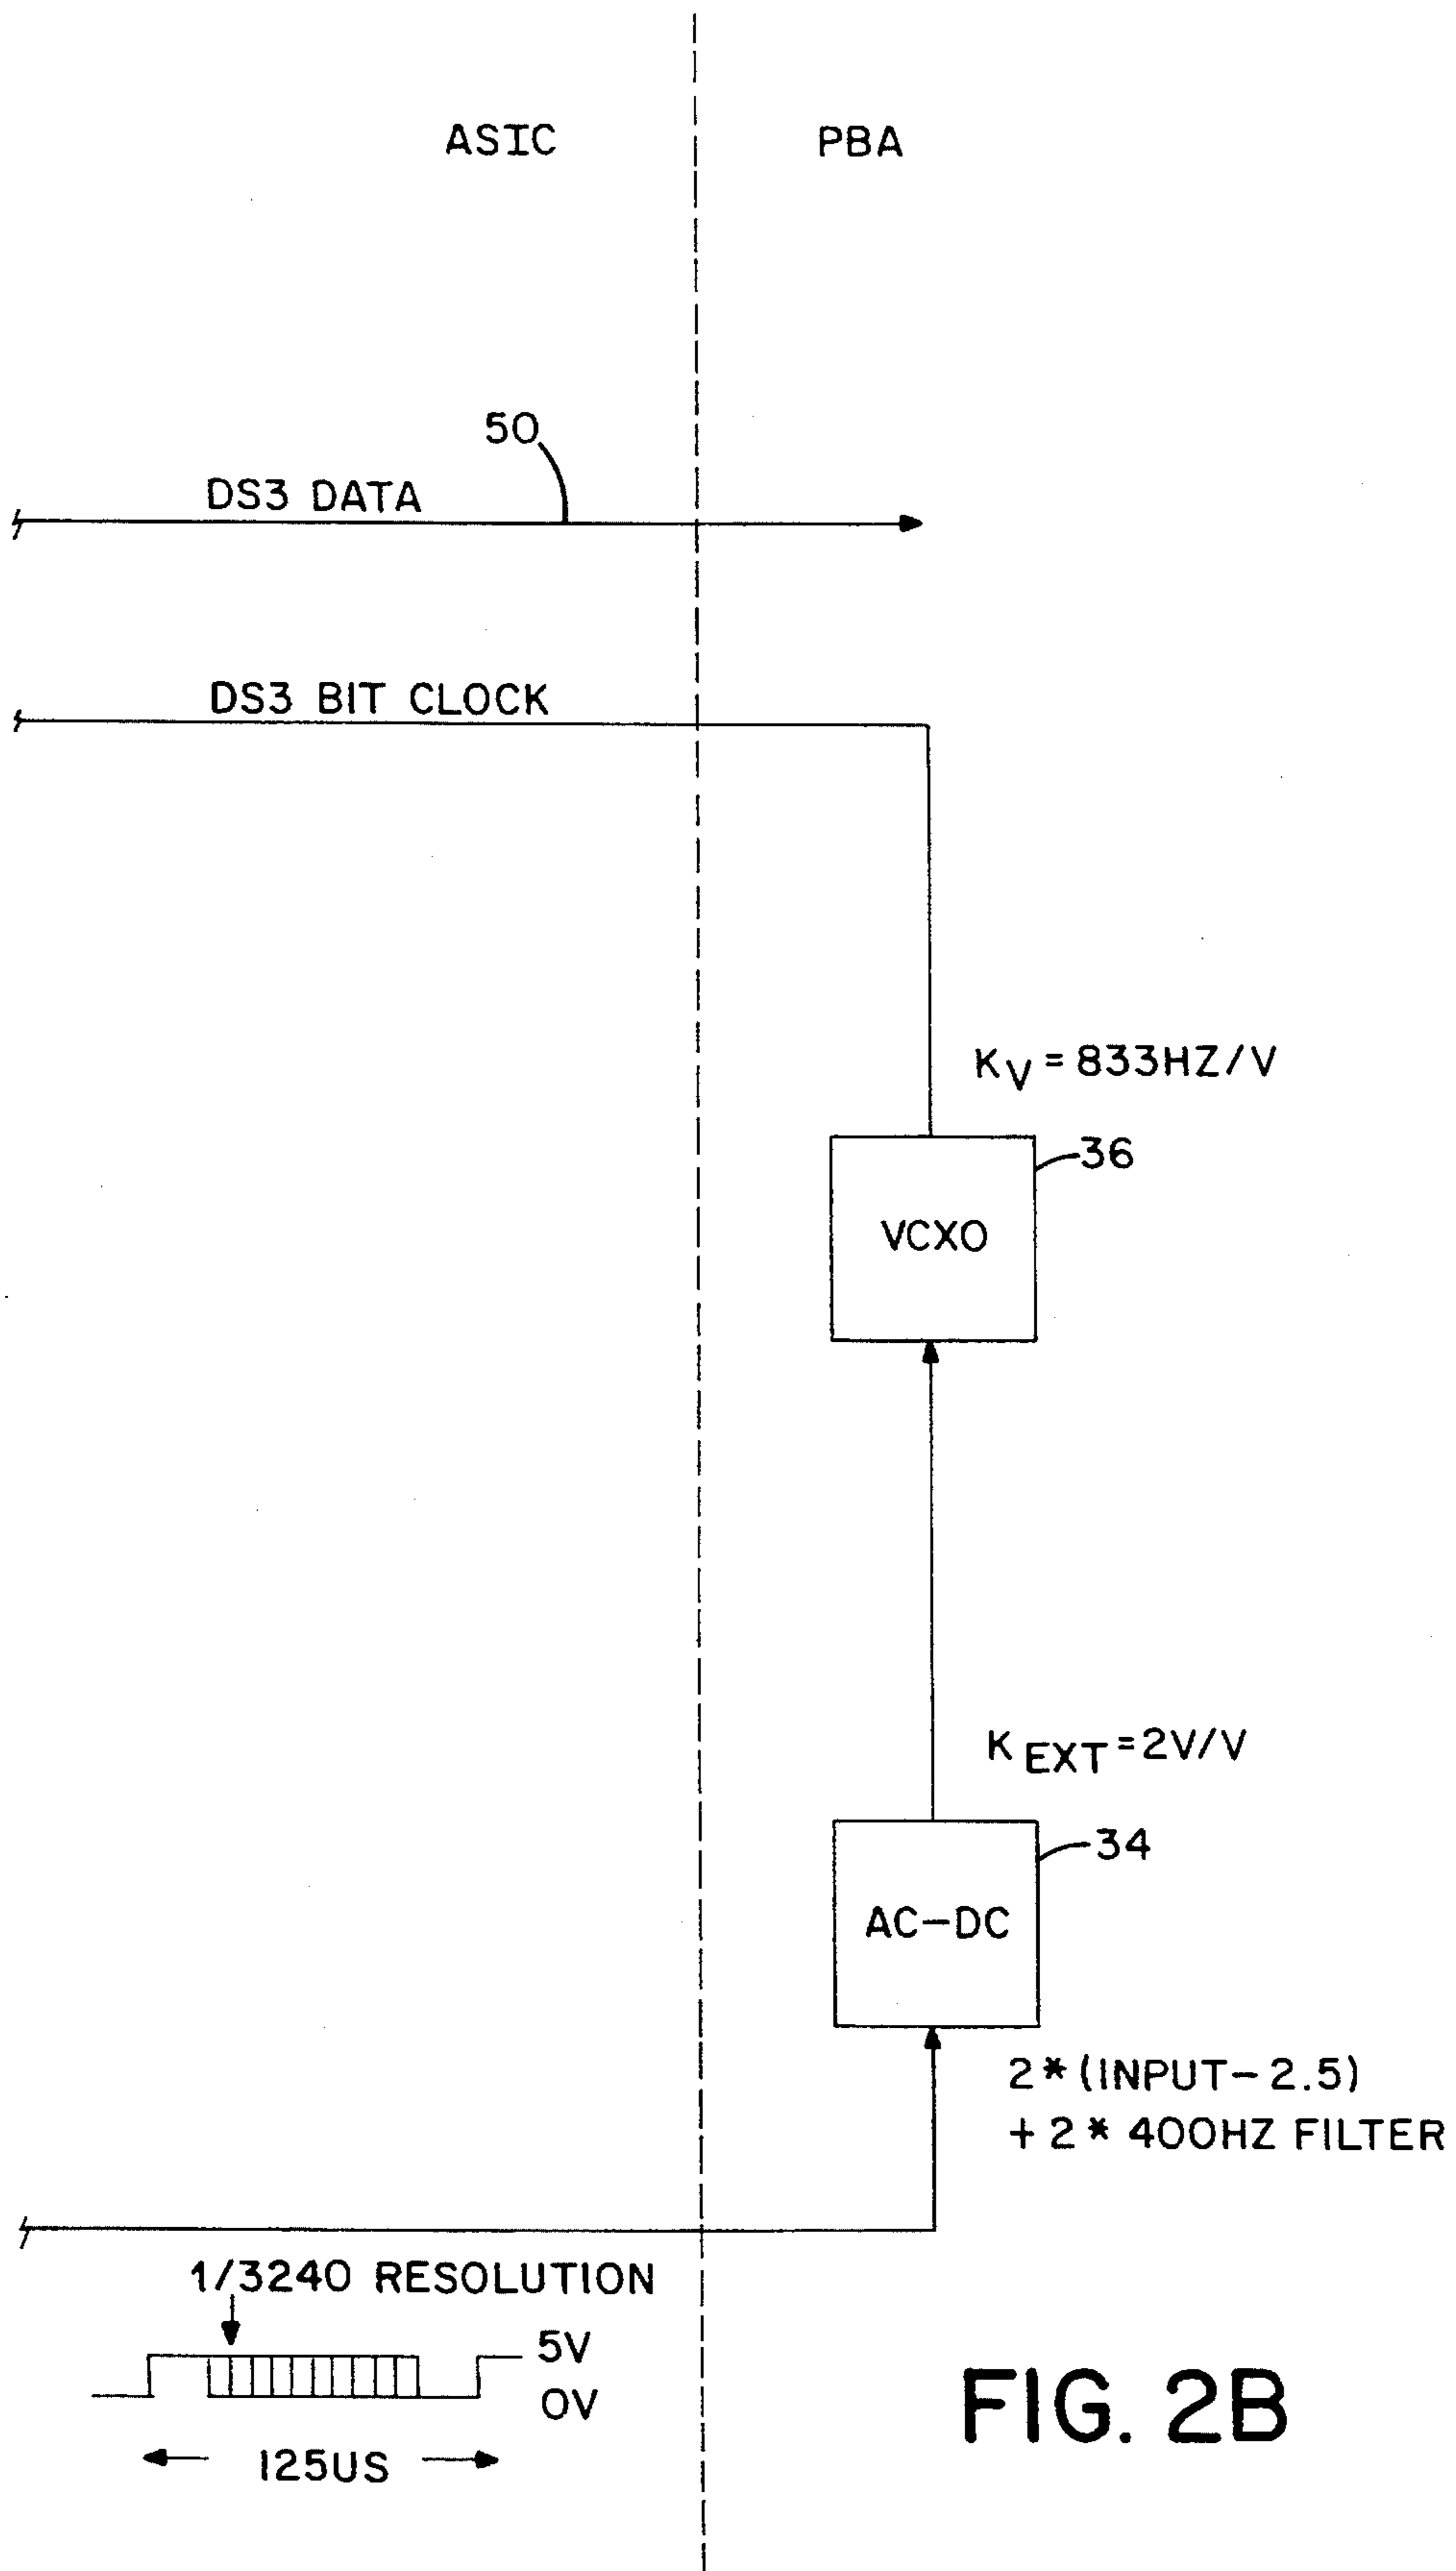 ASIC PBA
50
DS3 DATA
DS3 BIT CLOCK
KV = 833HZ/V
36
VCXO
KEXT = 2V/V
34
AC-DC
2*(INPUT-2.5)
+ 2* 400HZ FILTER
1/3240 RESOLUTION
5V
0V
125US
FIG. 2B